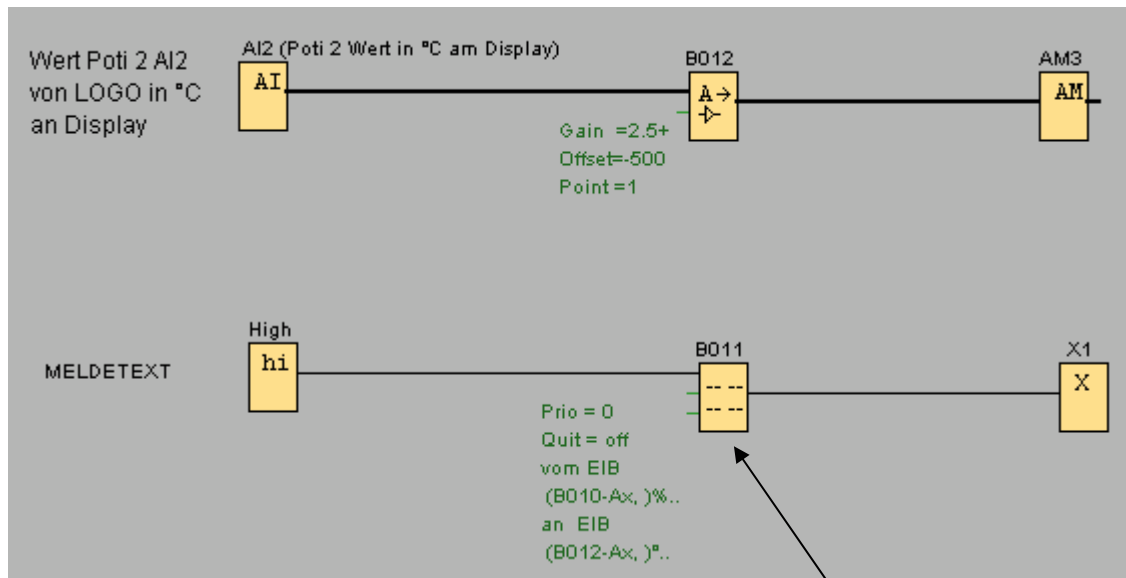 Wert Poti 2 AI2
von LOGO in °C
an Display
AI2 (Poti 2 Wert in °C am Display)
AI
B012
A→
Gain =2.5+
Offset=-500
Point =1
AM3
AM
MELDETEXT
High
hi
B011
Prio = 0
Quit = off
vom EIB
(B010-Ax, )%..
an EIB
(B012-Ax, )°..
X1
X